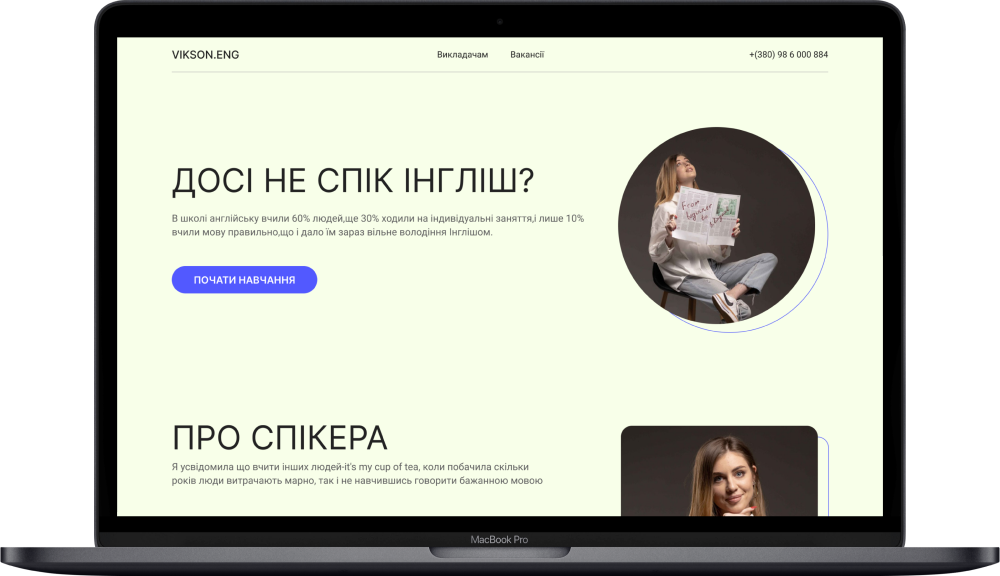 VIKSON.ENG
Викладачам
Вакансії
+(380) 98 6 000 884
ДОСІ НЕ СПІК ІНГЛІШ?
В школі англійську вчили 60% людей,ще 30% ходили на індивідуальні заняття,і лише 10%
вчили мову правильно,що і дало їм зараз вільне володіння Інглішом.
ПОЧАТИ НАВЧАННЯ
From
beginner
to
ПРО СПІКЕРА
Я усвідомила що вчити інших людей-it's my cup of tea, коли побачила скільки
років люди витрачають марно, так і не навчившись говорити бажанною мовою
MacBook Pro